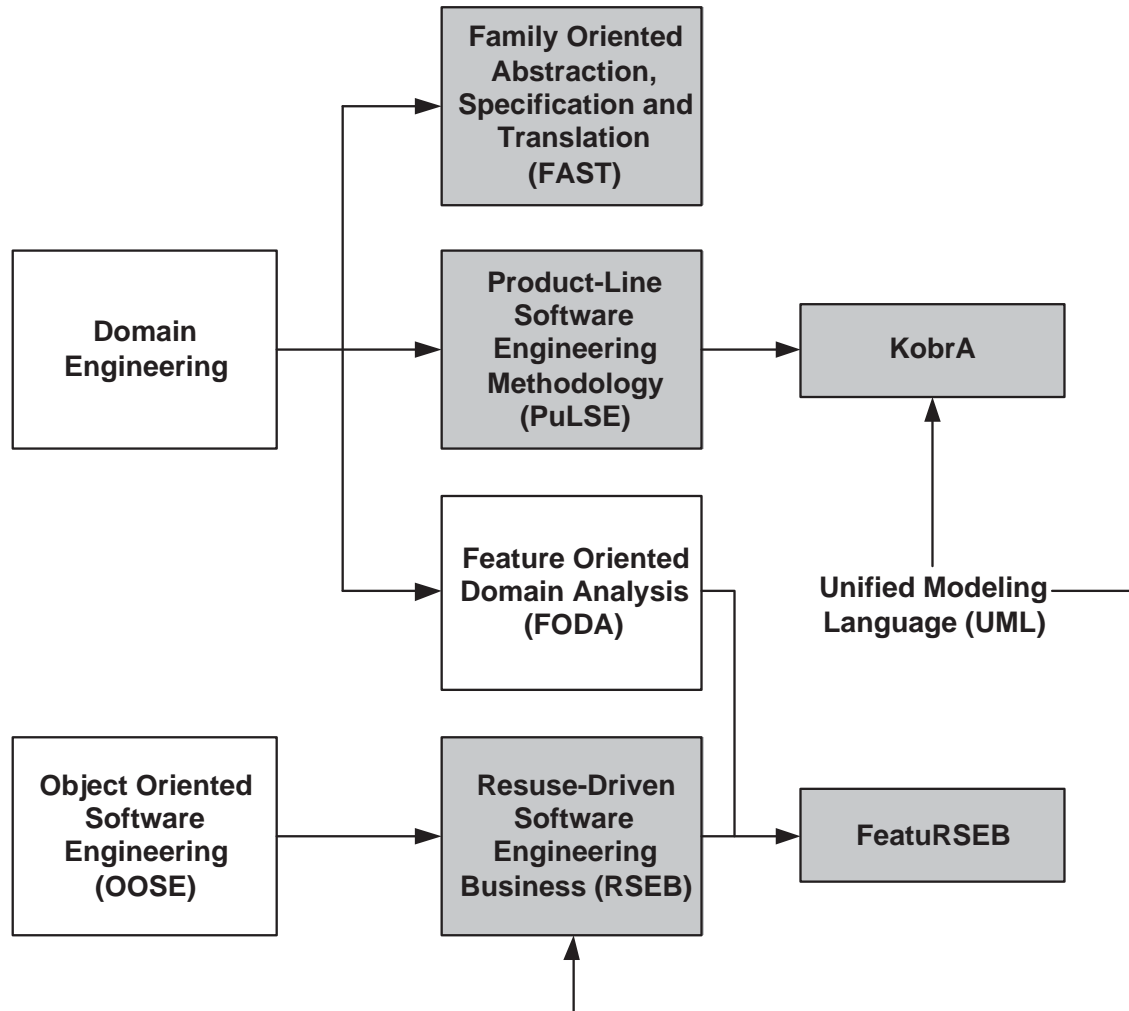 Family Oriented
Abstraction,
Specification and
Translation
(FAST)
Domain
Engineering
Product-Line
Software
Engineering
Methodology
(PuLSE)
KobrA
Feature Oriented
Domain Analysis
(FODA)
Unified Modeling
Language (UML)
Object Oriented
Software
Engineering
(OOSE)
Resuse-Driven
Software
Engineering
Business (RSEB)
FeatuRSEB